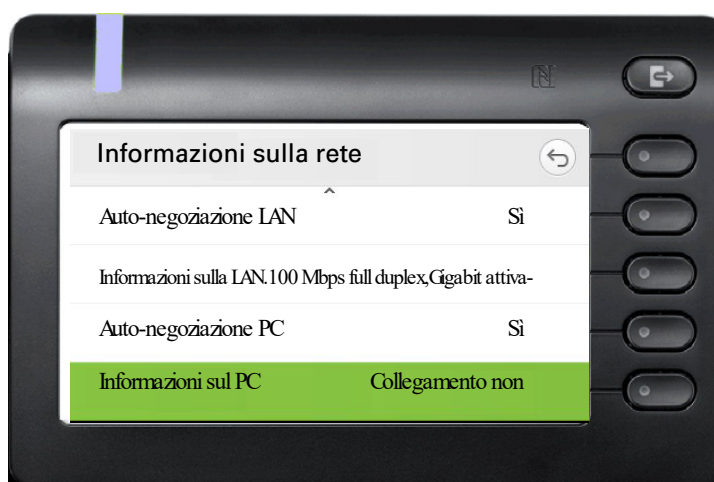 Informazioni sulla rete
Auto-negoziazione LAN Sì
Informazioni sulla LAN.100 Mbps full duplex,Gigabit attiva-
Auto-negoziazione PC Sì
Informazioni sul PC Collegamento non